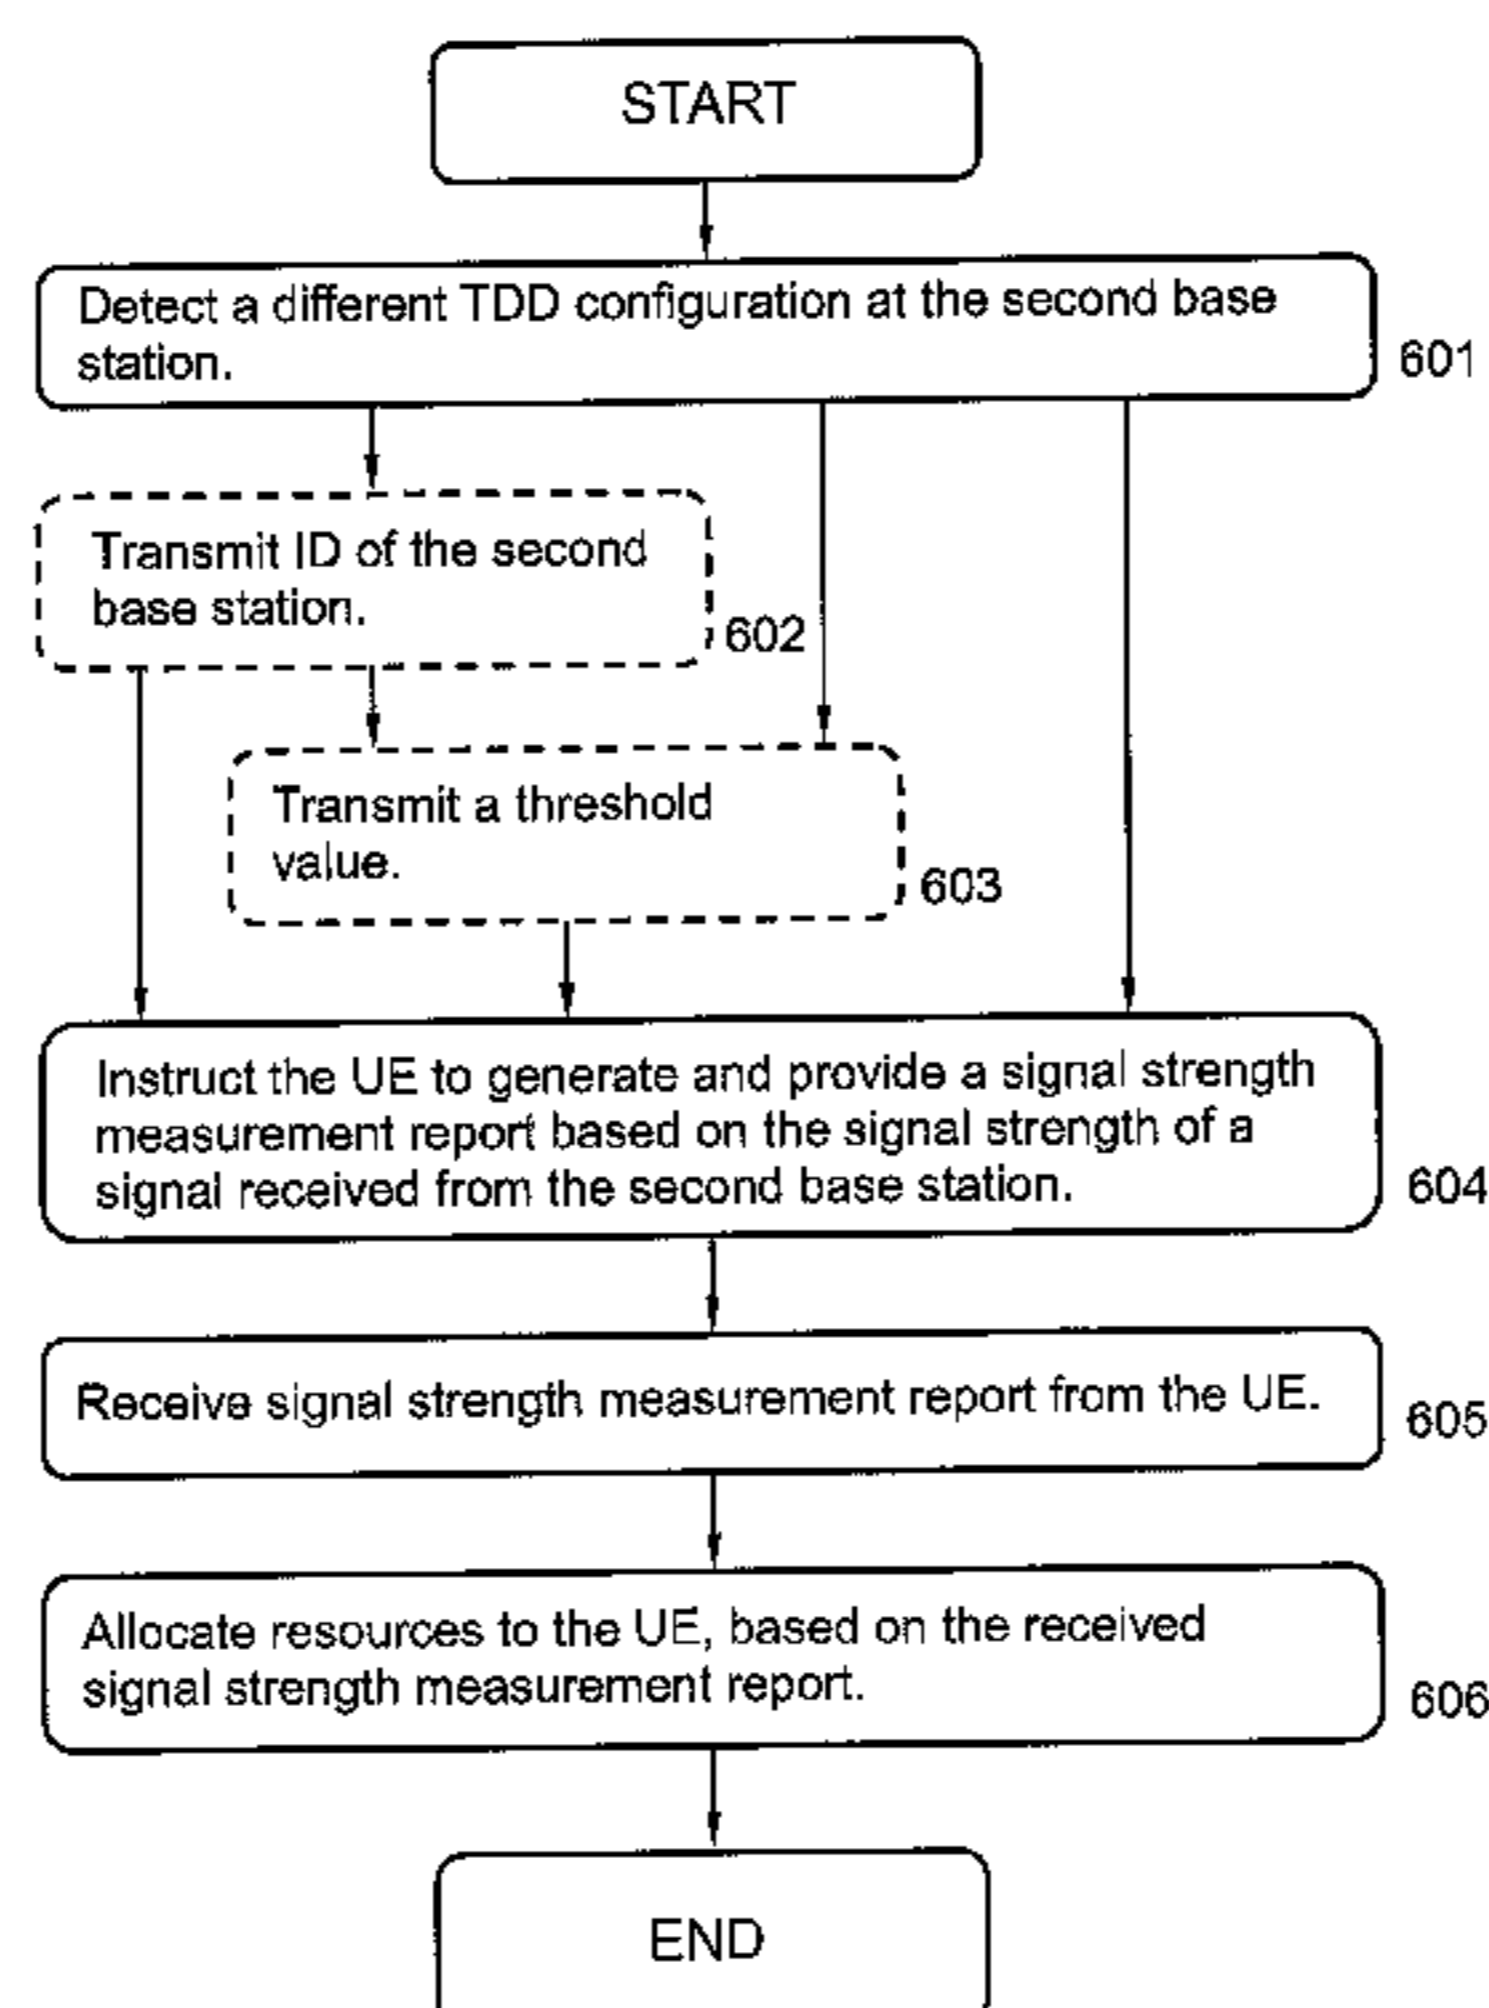 START
Detect a different TDD configuration at the second base
station.
601
Transmit ID of the second
base station.
602
Transmit a threshold
value.
603
Instruct the UE to generate and provide a signal strength
measurement report based on the signal strength of a
signal received from the second base station.
604
Receive signal strength measurement report from the UE.
605
Allocate resources to the UE, based on the received
signal strength measurement report.
606
END